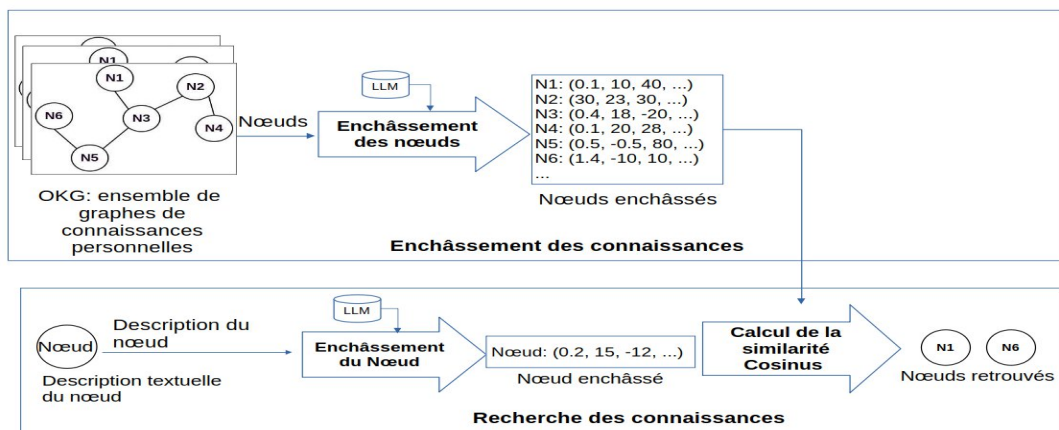 N1
N1
N2
N3
N6
N4
N5
OKG: ensemble de
graphes de
connaissances
personnelles
Nœuds
LLM
Enchâssement
des nœuds
N1: (0.1, 10, 40, ...)
N2: (30, 23, 30, ...)
N3: (0.4, 18, -20, ...)
N4: (0.1, 20, 28, ...)
N5: (0.5, -0.5, 80, ...)
N6: (1.4, -10, 10, ...)
...
Nœuds enchâssés
Enchâssement des connaissances
Nœud
Description textuelle
du nœud
Description du
nœud
LLM
Enchâssement
du Nœud
Nœud: (0.2, 15, -12, ...)
Nœud enchâssé
Calcul de la
similarité
Cosinus
N1
N6
Nœuds retrouvés
Recherche des connaissances